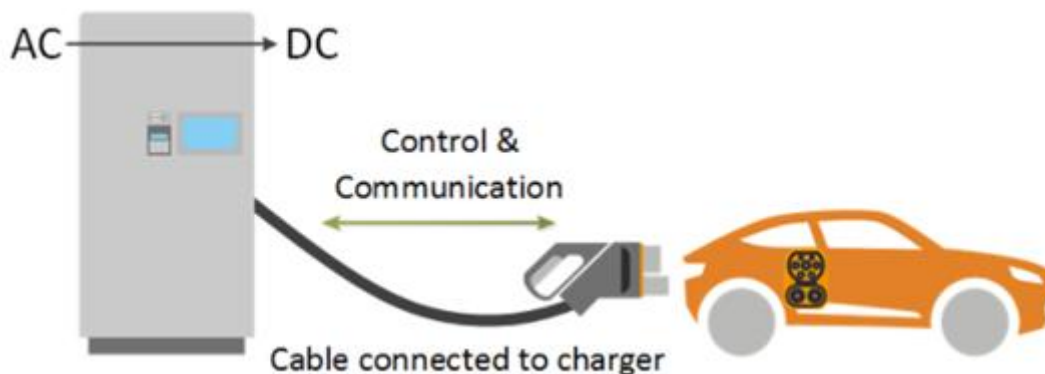 AC DC
Control &
Communication
Cable connected to charger